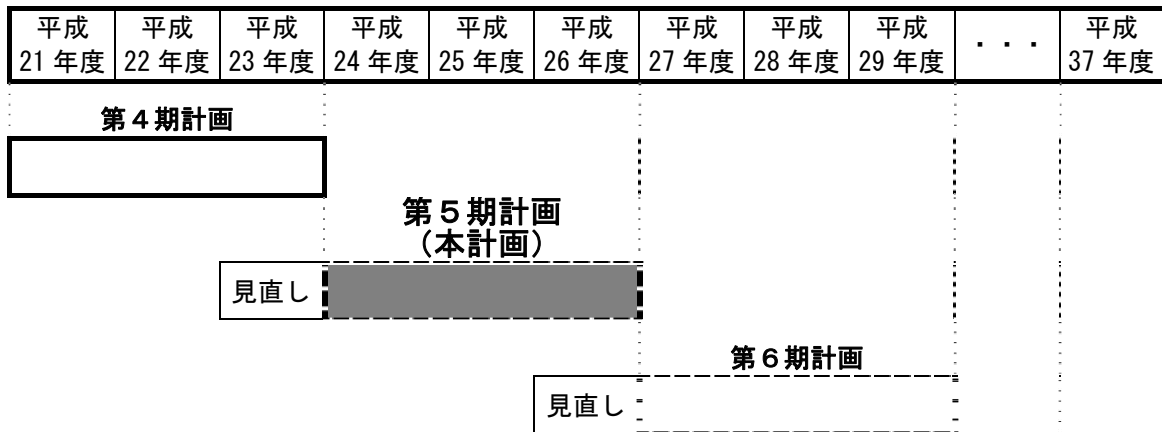 平成 平成 平成 平成 平成 平成 平成 平成 平成 ・・・ 平成
21 年度 22 年度 23 年度 24 年度 25 年度 26 年度 27 年度 28 年度 29 年度 37 年度
第4期計画
第5期計画
(本計画)
見直し
第6期計画
見直し